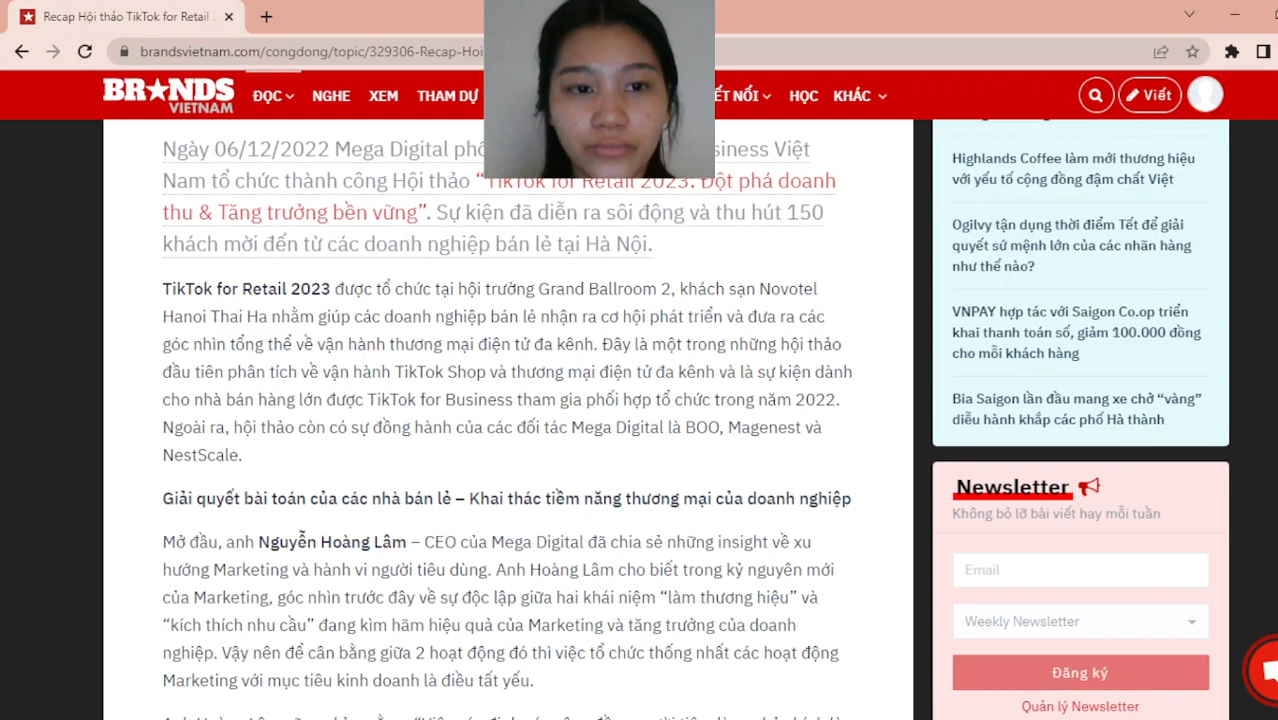 Recap Hội thảo TikTok for Retail
brandsvietnam.com/congdong/topic/329306-Recap-Hoi
BR★NDS
VIETNAM
ĐỌC
NGHE
XEM
THAM DỰ
ẾT NỐI
HỌC
KHÁC
Viết
Ngày 06/12/2022 Mega Digital siness Việt
Nam tổ chức thành công Hội thảo “TikTok for Retail 2023: Đột phá doanh
thu & Tăng trưởng bền vững”. Sự kiện đã diễn ra sôi động và thu hút 150
khách mời đến từ các doanh nghiệp bán lẻ tại Hà Nội.
TikTok for Retail 2023 được tổ chức tại hội trường Grand Ballroom 2, khách sạn Novotel
Hanoi Thai Ha nhằm giúp các doanh nghiệp bán lẻ nhận ra cơ hội phát triển và đưa ra các
góc nhìn tổng thể về vận hành thương mại điện tử đa kênh. Đây là một trong những hội thảo
đầu tiên phân tích về vận hành TikTok Shop và thương mại điện tử đa kênh và là sự kiện dành
cho nhà bán hàng lớn được TikTok for Business tham gia phối hợp tổ chức trong năm 2022.
Ngoài ra, hội thảo còn có sự đồng hành của các đối tác Mega Digital là BOO, Magenest và
NestScale.
Giải quyết bài toán của các nhà bán lẻ – Khai thác tiềm năng thương mại của doanh nghiệp
Mở đầu, anh Nguyễn Hoàng Lâm – CEO của Mega Digital đã chia sẻ những insight về xu
hướng Marketing và hành vi người tiêu dùng. Anh Hoàng Lâm cho biết trong kỷ nguyên mới
của Marketing, góc nhìn trước đây về sự độc lập giữa hai khái niệm “làm thương hiệu” và
“kích thích nhu cầu” đang kìm hãm hiệu quả của Marketing và tăng trưởng của doanh
nghiệp. Vậy nên để cân bằng giữa 2 hoạt động đó thì việc tổ chức thống nhất các hoạt động
Marketing với mục tiêu kinh doanh là điều tất yếu.
Highlands Coffee làm mới thương hiệu
với yếu tố cộng đồng đậm chất Việt
Ogilvy tận dụng thời điểm Tết để giải
quyết sứ mệnh lớn của các nhãn hàng
như thế nào?
VNPAY hợp tác với Saigon Co.op triển
khai thanh toán số, giảm 100.000 đồng
cho mỗi khách hàng
Bia Saigon lần đầu mang xe chở “vàng”
diễu hành khắp các phố Hà thành
Newsletter
Không bỏ lỡ bài viết hay mỗi tuần
Email
Weekly Newsletter
Đăng ký
Quản lý Newsletter